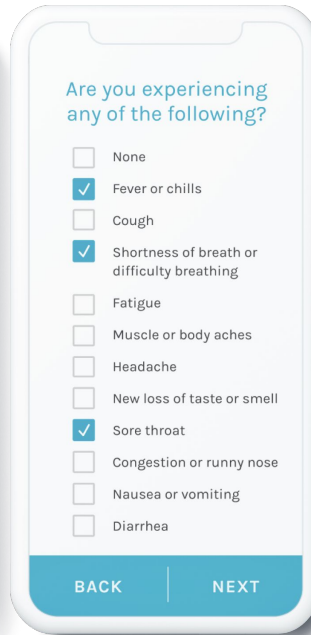 Are you experiencing
any of the following?
None
Fever or chills
Cough
Shortness of breath or
difficulty breathing
Fatigue
Muscle or body aches
Headache
New loss of taste or smell
Sore throat
Congestion or runny nose
Nausea or vomiting
Diarrhea
BACK NEXT